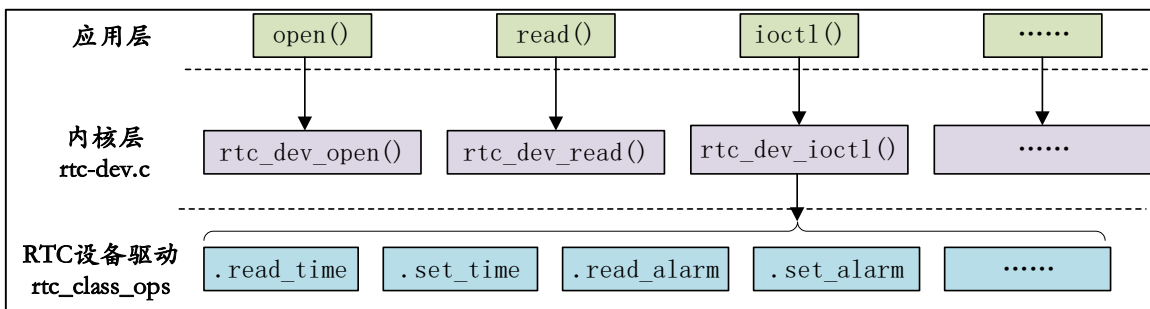 应用层 open() read() ioctl() ······
内核层
rtc-dev.c
rtc_dev_open() rtc_dev_read() rtc_dev_ioctl() ······
RTC设备驱动
rtc_class_ops
.read_time .set_time .read_alarm .set_alarm ······